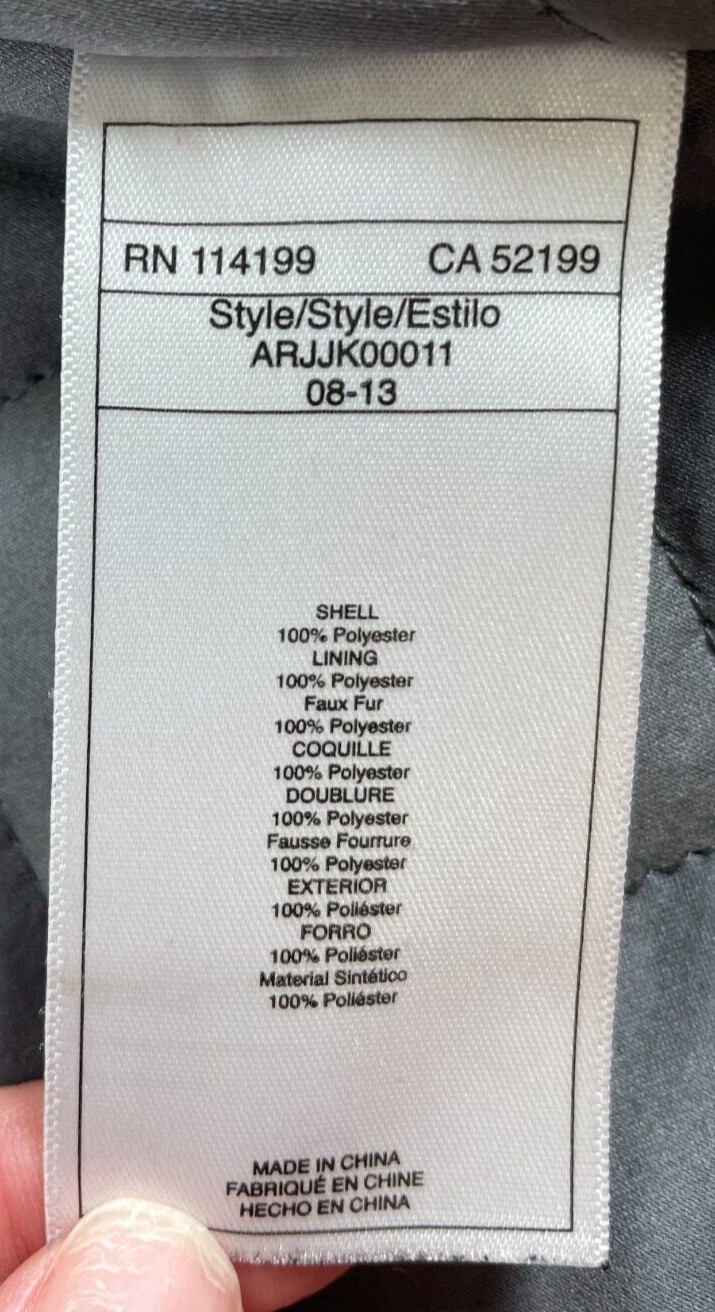 RN 114199 CA 52199
Style/Style/Estilo
ARJJK00011
08-13
SHELL
100% Polyester
LINING
100% Polyester
Faux Fur
100% Polyester
COQUILLE
100% Polyester
DOUBLURE
100% Polyester
Fausse Fourrure
100% Polyester
EXTERIOR
100% Poliéster
FORRO
100% Poliéster
Material Sintético
100% Poliéster
MADE IN CHINA
FABRIQUÉ EN CHINE
HECHO EN CHINA